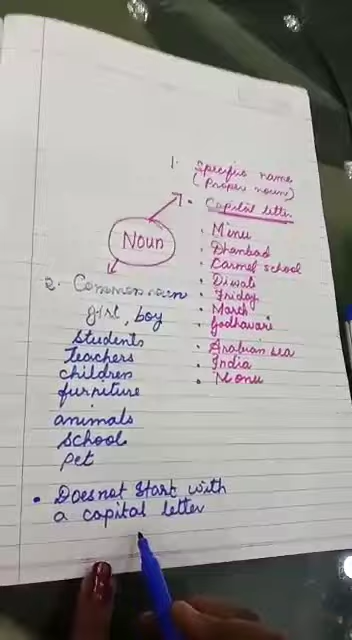 1. Specific name
(Proper noun)
• Capital letter
Noun
• Minu
• Dhanbad
• Carmel school
• Diwali
• Friday
• March
• Godhavari
• Arabian sea
• India
• Monu
2. Common noun
girl, boy
Students
Teachers
children
furniture
animals
School
Pet
• Does not Start with
a capital letter